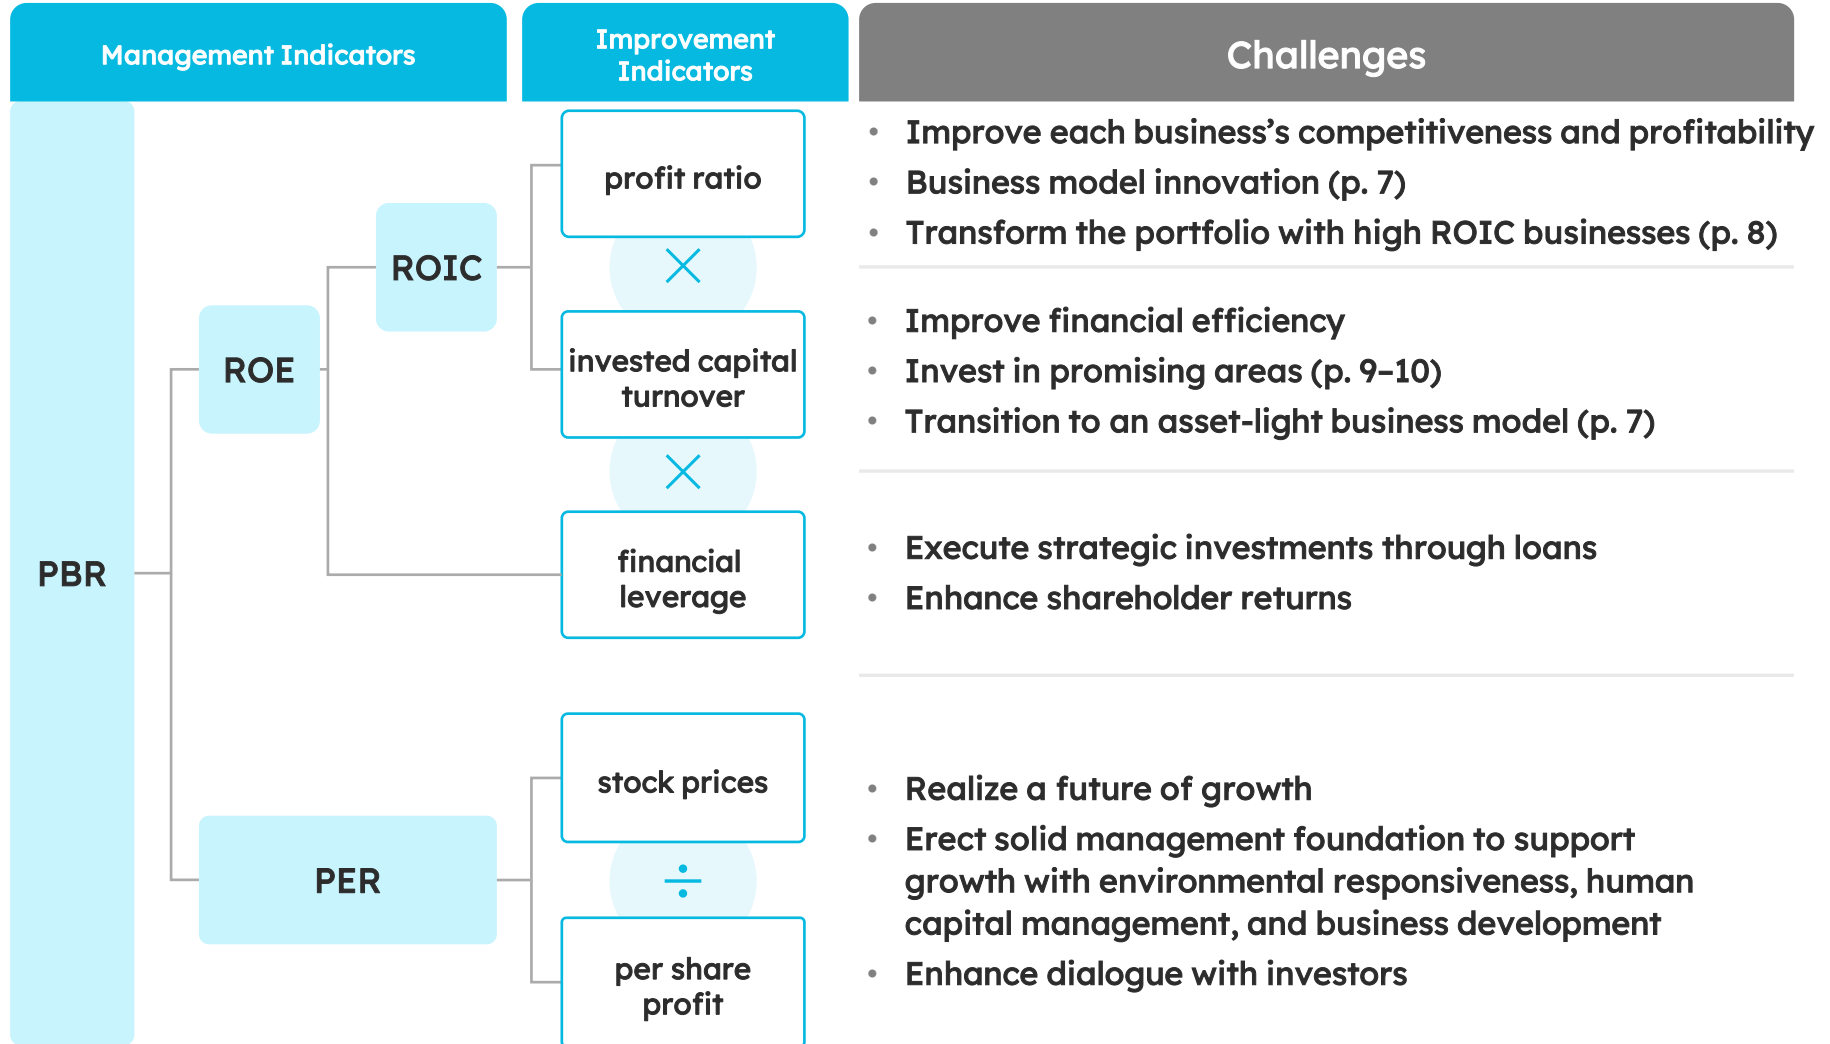 Management Indicators
Improvement
Indicators
Challenges
PBR
ROE
ROIC
PER
profit ratio
×
invested capital
turnover
×
financial
leverage
stock prices
÷
per share
profit
• Improve each business’s competitiveness and profitability
• Business model innovation (p. 7)
• Transform the portfolio with high ROIC businesses (p. 8)
• Improve financial efficiency
• Invest in promising areas (p. 9–10)
• Transition to an asset-light business model (p. 7)
• Execute strategic investments through loans
• Enhance shareholder returns
• Realize a future of growth
• Erect solid management foundation to support
growth with environmental responsiveness, human
capital management, and business development
• Enhance dialogue with investors